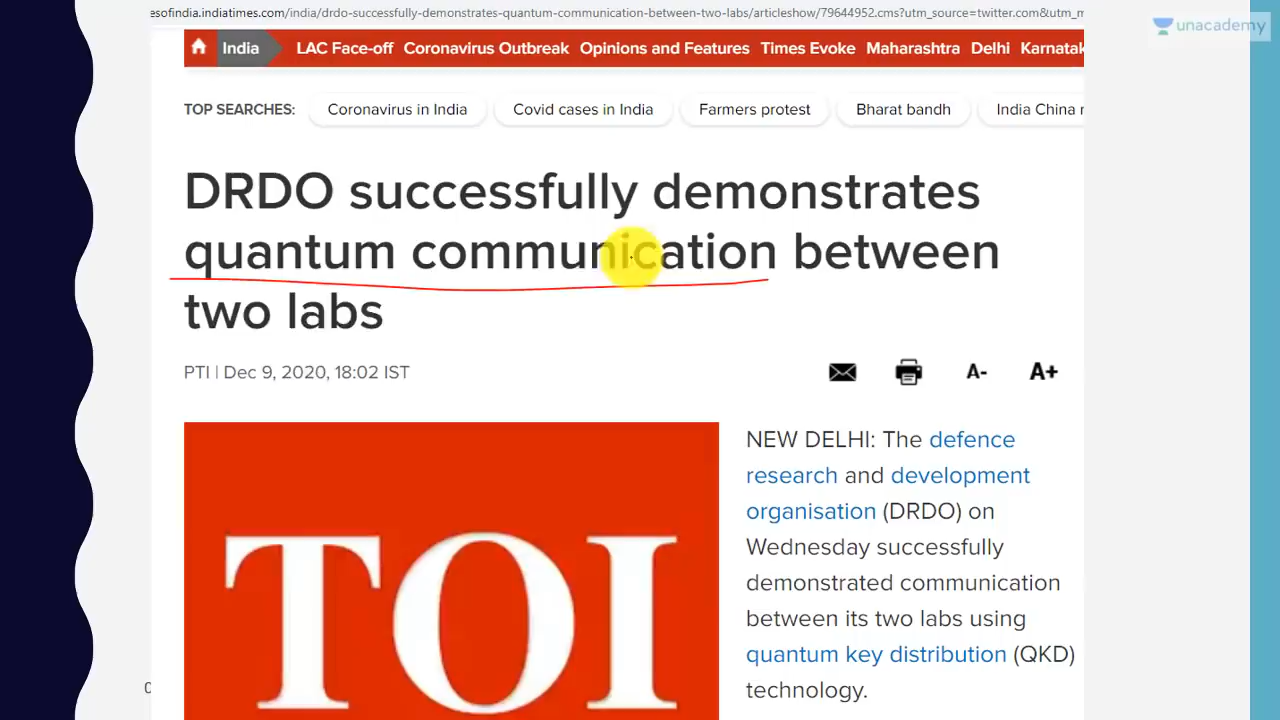 esofindia.indiatimes.com/india/drdo-successfully-demonstrates-quantum-communication-between-two-labs/articleshow/79644952.cms?utm_source=twitter.com&utm_m
unacademy
India LAC Face-off Coronavirus Outbreak Opinions and Features Times Evoke Maharashtra Delhi Karnatak
TOP SEARCHES: Coronavirus in India Covid cases in India Farmers protest Bharat bandh India China
DRDO successfully demonstrates
quantum communication between
two labs
PTI | Dec 9, 2020, 18:02 IST
A- A+
TOI
NEW DELHI: The defence
research and development
organisation (DRDO) on
Wednesday successfully
demonstrated communication
between its two labs using
quantum key distribution (QKD)
technology.